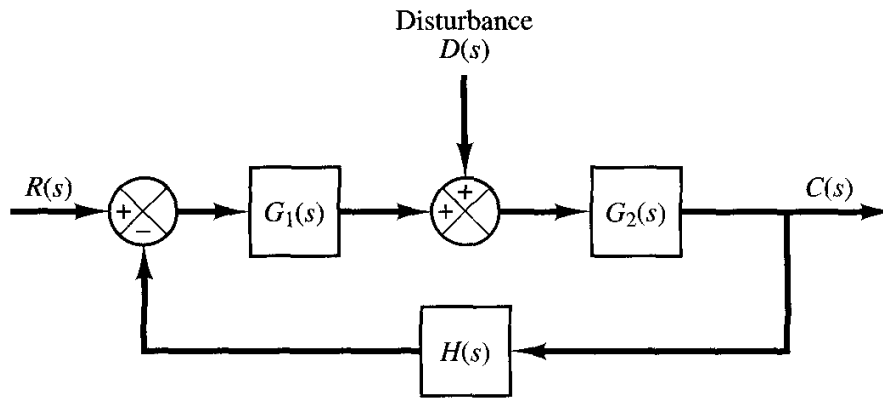 Disturbance
D(s)
R(s)
+
−
G₁(s)
+
+
G₂(s)
C(s)
H(s)